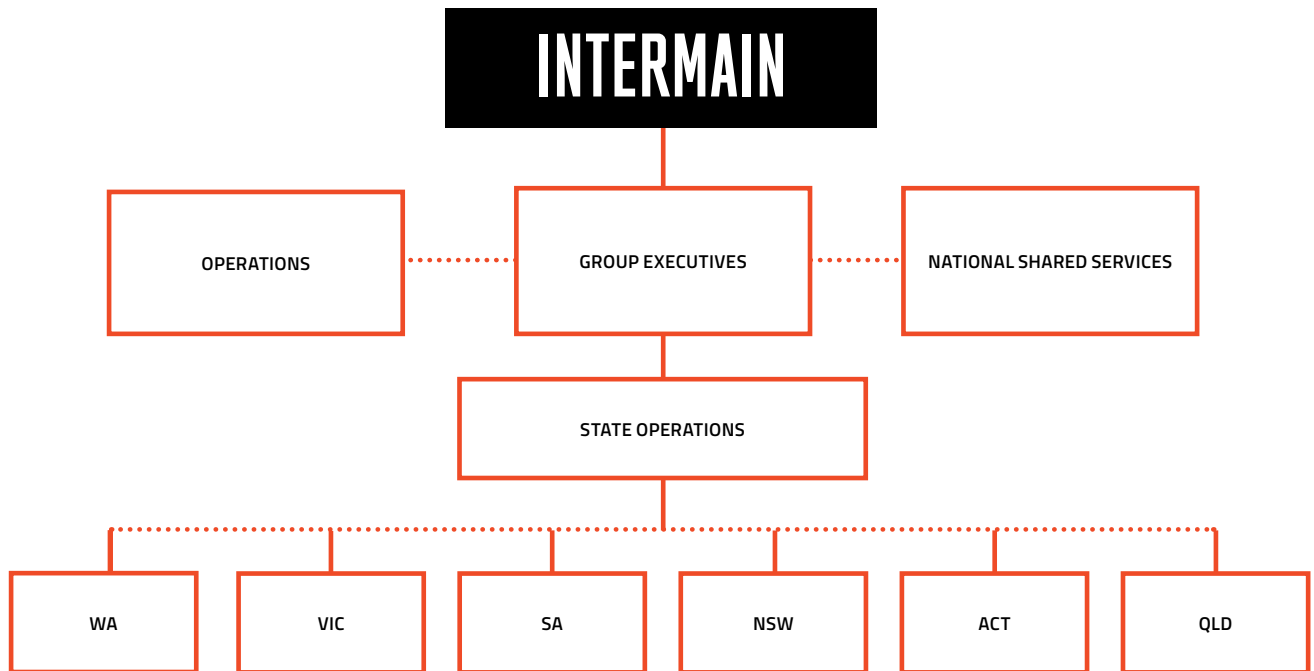 INTERMAIN
OPERATIONS
GROUP EXECUTIVES
NATIONAL SHARED SERVICES
STATE OPERATIONS
WA
VIC
SA
NSW
ACT
QLD